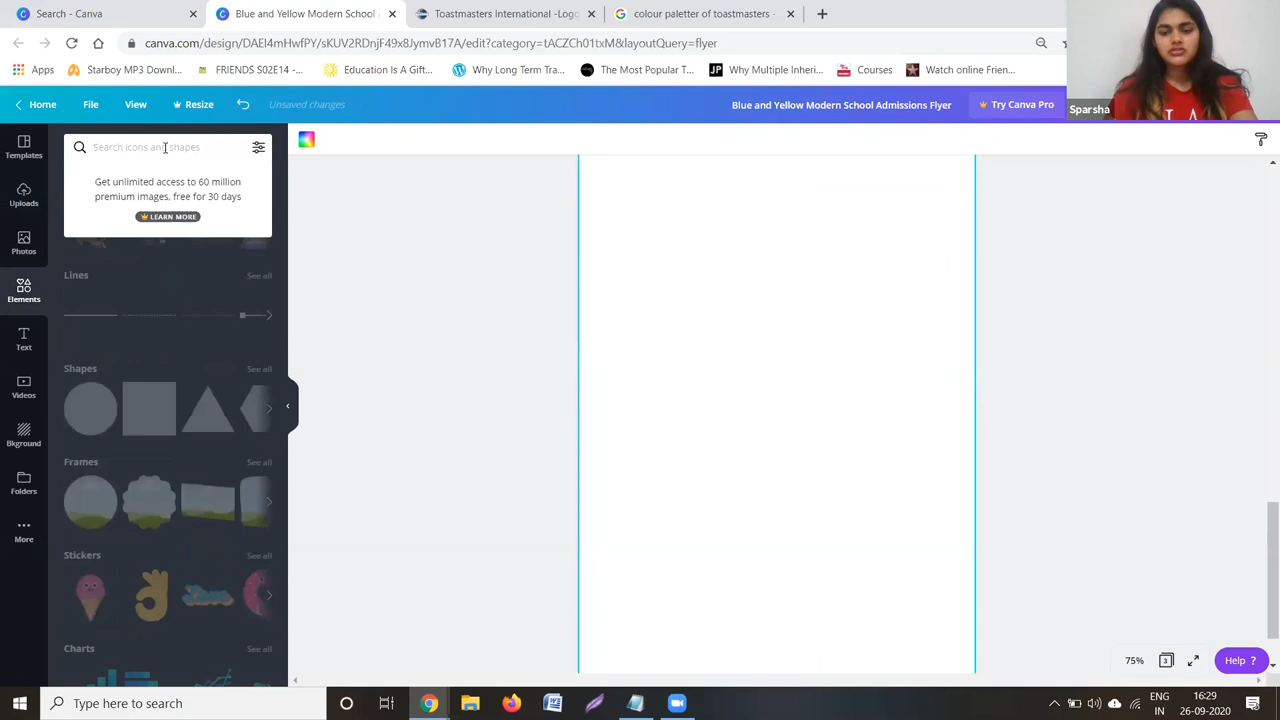 Search - Canva
Blue and Yellow Modern School A
Toastmasters International -Logo
colour paletter of toastmasters -
canva.com/design/DAEI4mHwfPY/sKUV2RDnjF49x8JymvB17A/edit?category=tACZCh01txM&layoutQuery=flyer
Apps
Starboy MP3 Downl...
FRIENDS S02E14 -...
Education Is A Gift...
Why Long Term Tra...
The Most Popular T...
Why Multiple Inheri...
Courses
Watch online Frien...
Home
File
View
Resize
Unsaved changes
Blue and Yellow Modern School Admissions Flyer
Try Canva Pro
Sparsha
Templates
Uploads
Photos
Elements
Text
Videos
Bkground
Folders
More
Search icons and shapes
Get unlimited access to 60 million
premium images, free for 30 days
LEARN MORE
Lines
See all
Shapes
See all
Frames
See all
Stickers
See all
Charts
See all
75%
3
Help ?
Type here to search
ENG
IN
16:29
26-09-2020